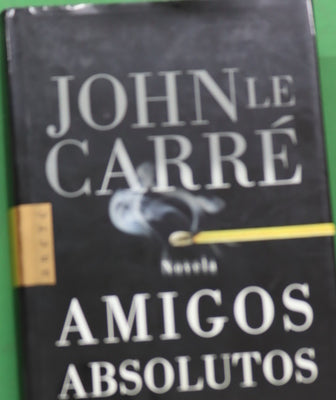 JOHN LE
CARRÉ
Novela
AMIGOS
ABSOLUTOS